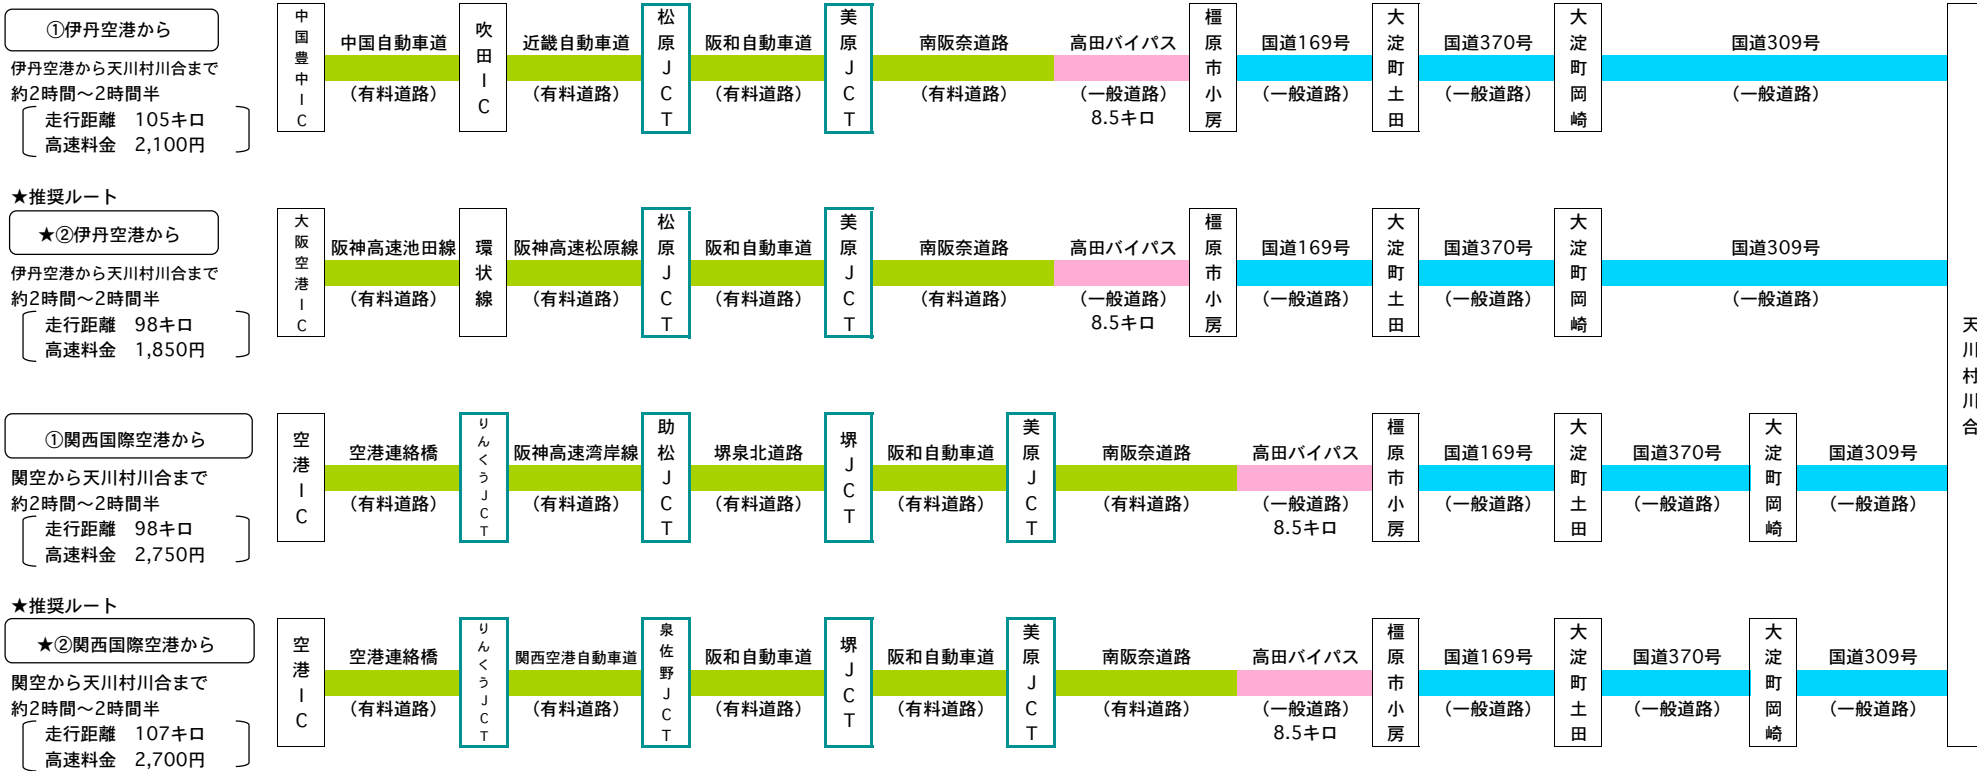 ①伊丹空港から
伊丹空港から天川村川合まで
約2時間～2時間半
走行距離 105キロ
高速料金 2,100円
中国豊中IC
中国自動車道
(有料道路)
吹田IC
近畿自動車道
(有料道路)
松原JCT
阪和自動車道
(有料道路)
美原JCT
南阪奈道路
(有料道路)
高田バイパス
(一般道路)
8.5キロ
橿原市小房
国道169号
(一般道路)
大淀町土田
国道370号
(一般道路)
大淀町岡崎
国道309号
(一般道路)
★推奨ルート
★②伊丹空港から
伊丹空港から天川村川合まで
約2時間～2時間半
走行距離 98キロ
高速料金 1,850円
大阪空港IC
阪神高速池田線
(有料道路)
環状線
阪神高速松原線
(有料道路)
松原JCT
阪和自動車道
(有料道路)
美原JCT
南阪奈道路
(有料道路)
高田バイパス
(一般道路)
8.5キロ
橿原市小房
国道169号
(一般道路)
大淀町土田
国道370号
(一般道路)
大淀町岡崎
国道309号
(一般道路)
①関西国際空港から
関空から天川村川合まで
約2時間～2時間半
走行距離 98キロ
高速料金 2,750円
空港IC
空港連絡橋
(有料道路)
りんくうJCT
阪神高速湾岸線
(有料道路)
助松JCT
堺泉北道路
(有料道路)
堺JCT
阪和自動車道
(有料道路)
美原JCT
南阪奈道路
(有料道路)
高田バイパス
(一般道路)
8.5キロ
橿原市小房
国道169号
(一般道路)
大淀町土田
国道370号
(一般道路)
大淀町岡崎
国道309号
(一般道路)
★推奨ルート
★②関西国際空港から
関空から天川村川合まで
約2時間～2時間半
走行距離 107キロ
高速料金 2,700円
空港IC
空港連絡橋
(有料道路)
りんくうJCT
関西空港自動車道
(有料道路)
泉佐野JCT
阪和自動車道
(有料道路)
堺JCT
阪和自動車道
(有料道路)
美原JCT
南阪奈道路
(有料道路)
高田バイパス
(一般道路)
8.5キロ
橿原市小房
国道169号
(一般道路)
大淀町土田
国道370号
(一般道路)
大淀町岡崎
国道309号
(一般道路)
天川村川合